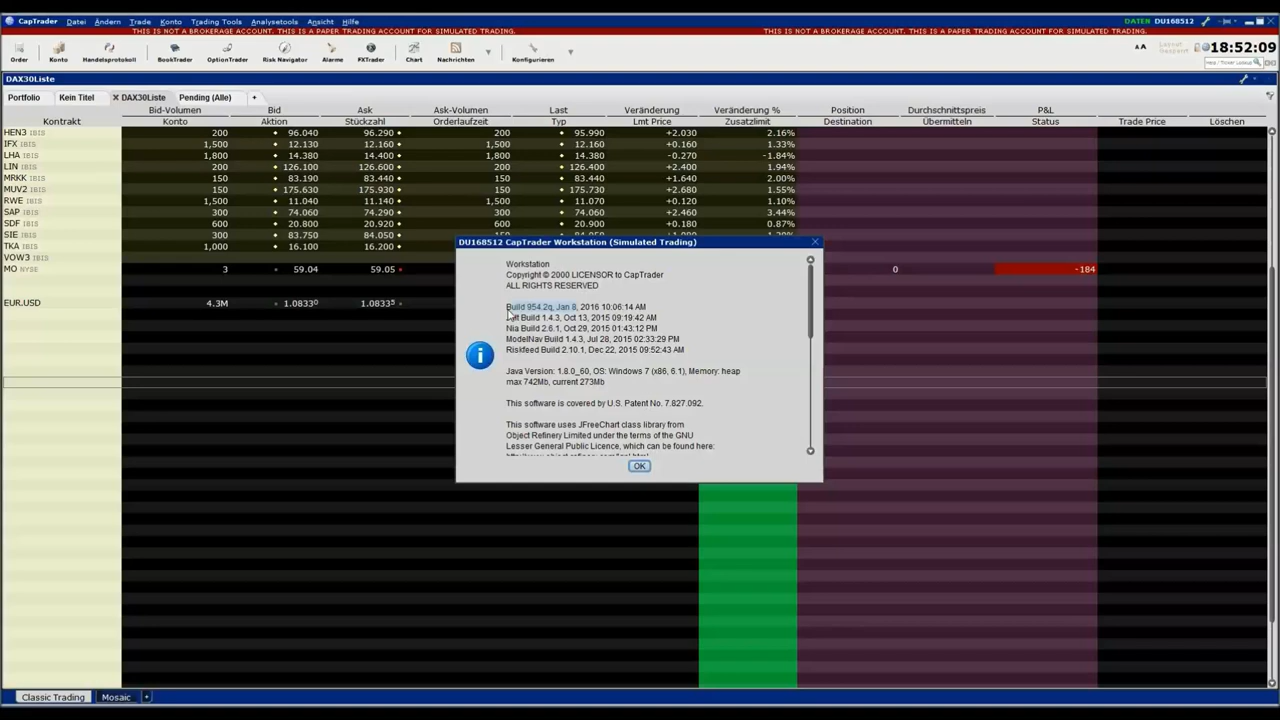 CapTrader Datei Ändern Trade Konto Trading Tools Analysetools Ansicht Hilfe DATEN DU168512
THIS IS NOT A BROKERAGE ACCOUNT. THIS IS A PAPER TRADING ACCOUNT FOR SIMULATED TRADING. THIS IS NOT A BROKERAGE ACCOUNT. THIS IS A PAPER TRADING ACCOUNT FOR SIMULATED TRADING.
Order Konto Handelsprotokoll BookTrader OptionTrader Risk Navigator Alarme FXTrader Chart Nachrichten Konfigurieren AA 18:52:09
DAX30Liste
Portfolio Kein Titel DAX30Liste Pending (Alle) +
Bid-Volumen Bid Ask Ask-Volumen Last Veränderung Veränderung % Position Durchschnittspreis P&L
Kontrakt Konto Aktion Stückzahl Orderlaufzeit Typ Lmt Price Zusatzlimit Destination Übermitteln Status Trade Price Löschen
HEN3 IBIS 200 96.040 96.290 200 95.990 +2.030 2.16%
IFX IBIS 1,500 12.130 12.160 1,500 12.160 +0.160 1.33%
LHA IBIS 1,800 14.380 14.400 1,800 14.380 -0.270 -1.84%
LIN IBIS 200 126.100 126.600 200 126.400 +2.400 1.94%
MRKK IBIS 150 83.190 83.440 150 83.440 +1.640 2.00%
MUV2 IBIS 150 175.630 175.930 150 175.730 +2.680 1.55%
RWE IBIS 1,500 11.040 11.140 1,500 11.070 +0.120 1.10%
SAP IBIS 300 74.060 74.290 300 74.060 +2.460 3.44%
SDF IBIS 600 20.800 20.920 600 20.900 +0.180 0.87%
SIE IBIS 300 83.750 84.050 150
TKA IBIS 1,000 16.100 16.200
VOW3 IBIS
MO NYSE 3 59.04 59.05 0 -184
EUR.USD 4.3M 1.0833⁰ 1.0833⁵
DU168512 CapTrader Workstation (Simulated Trading)
Workstation
Copyright © 2000 LICENSOR to CapTrader
ALL RIGHTS RESERVED
Build 954.2q, Jan 8, 2016 10:06:14 AM
Build 1.4.3, Oct 13, 2015 09:19:42 AM
Nia Build 2.6.1, Oct 29, 2015 01:43:12 PM
ModelNav Build 1.4.3, Jul 28, 2015 02:33:29 PM
Riskfeed Build 2.10.1, Dec 22, 2015 09:52:43 AM
Java Version: 1.8.0_60, OS: Windows 7 (x86, 6.1), Memory: heap
max 742Mb, current 273Mb
This software is covered by U.S. Patent No. 7.827.092.
This software uses JFreeChart class library from
Object Refinery Limited under the terms of the GNU
Lesser General Public Licence, which can be found here:
OK
Classic Trading Mosaic +